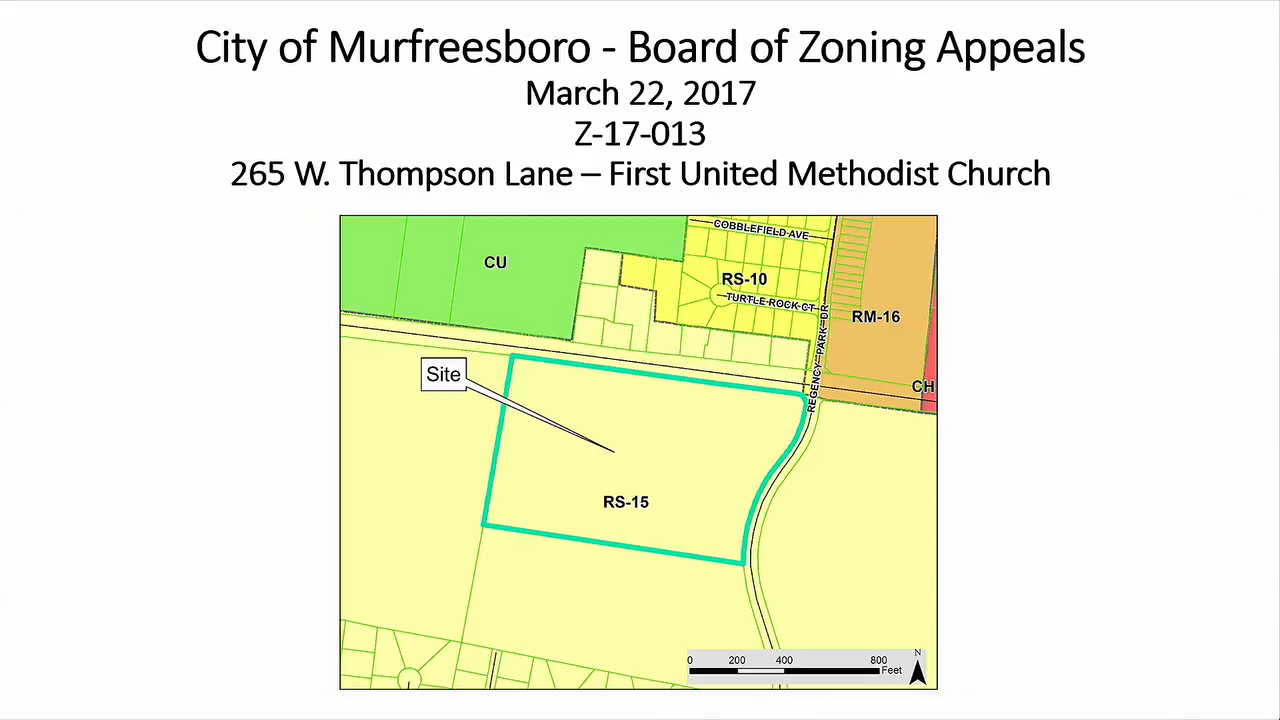 City of Murfreesboro - Board of Zoning Appeals
March 22, 2017
Z-17-013
265 W. Thompson Lane – First United Methodist Church
COBBLEFIELD AVE
CU
RS-10
TURTLE ROCK CT
RM-16
REGENCY PARK DR
Site
CH
RS-15
N
0 200 400 800
Feet